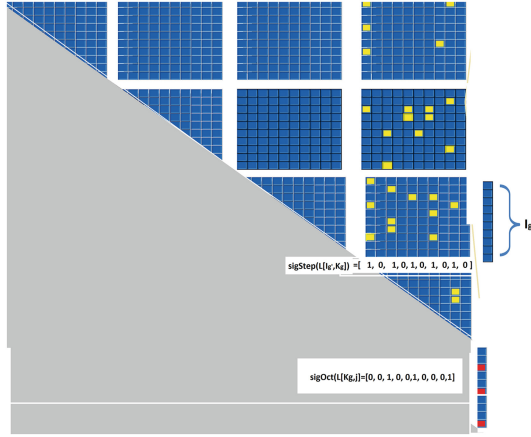 Ig
sigStep(L[Ig',Kg]) =[ 1, 0, 1,0,1,0, 1, 0,1, 0 ]
sigOct(L[Kg,j]=[0, 0, 1, 0, 0,1, 0, 0, 0,1]